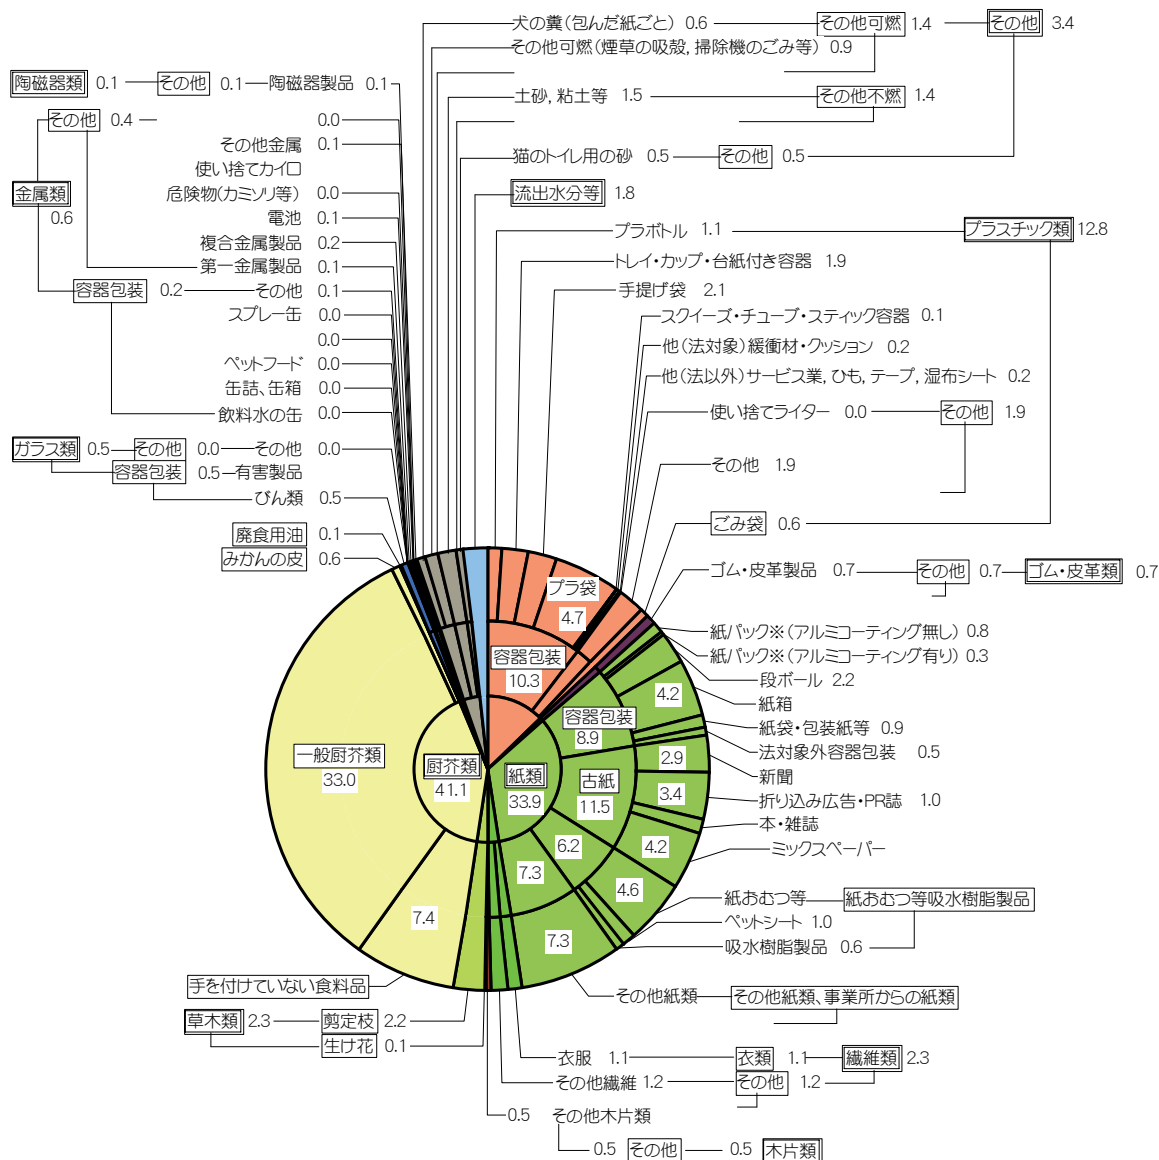 犬の糞(包んだ紙ごと) 0.6 その他可燃 1.4 その他 3.4
その他可燃(煙草の吸殻, 掃除機のごみ等) 0.9
陶磁器類 0.1 その他 0.1 陶磁器製品 0.1
土砂, 粘土等 1.5 その他不燃 1.4
その他 0.4 0.0
その他金属 0.1
猫のトイレ用の砂 0.5 その他 0.5
使い捨てカイロ
金属類 0.6
危険物(カミソリ等) 0.0
流出水分等 1.8
電池 0.1
プラボトル 1.1 プラスチック類 12.8
複合金属製品 0.2
第一金属製品 0.1
トレイ・カップ・台紙付き容器 1.9
容器包装 0.2 その他 0.1
手提げ袋 2.1
スプレー缶 0.0
スクイーズ・チューブ・スティック容器 0.1
0.0
他(法対象)緩衝材・クッション 0.2
ペットフード 0.0
他(法以外)サービス業, ひも, テープ, 湿布シート 0.2
缶詰、缶箱 0.0
飲料水の缶 0.0
使い捨てライター 0.0 その他 1.9
ガラス類 0.5 その他 0.0 その他 0.0
容器包装 0.5 有害製品
その他 1.9
びん類 0.5
ごみ袋 0.6
廃食用油 0.1
みかんの皮 0.6
ゴム・皮革製品 0.7 その他 0.7 ゴム・皮革類 0.7
プラ袋
4.7
紙パック※(アルミコーティング無し) 0.8
紙パック※(アルミコーティング有り) 0.3
容器包装
10.3
段ボール 2.2
4.2
紙箱
容器包装
8.9
紙袋・包装紙等 0.9
法対象外容器包装 0.5
一般厨芥類
33.0
厨芥類
41.1
紙類
33.9
古紙
11.5
2.9
新聞
3.4
折り込み広告・PR誌 1.0
本・雑誌
6.2
4.2
ミックスペーパー
7.3
4.6
紙おむつ等 紙おむつ等吸水樹脂製品
7.4
ペットシート 1.0
7.3
吸水樹脂製品 0.6
手を付けていない食料品
その他紙類 その他紙類、事業所からの紙類
草木類 2.3 剪定枝 2.2
生け花 0.1
衣服 1.1 衣類 1.1 繊維類 2.3
その他繊維 1.2 その他 1.2
0.5 その他木片類
0.5 その他 0.5 木片類